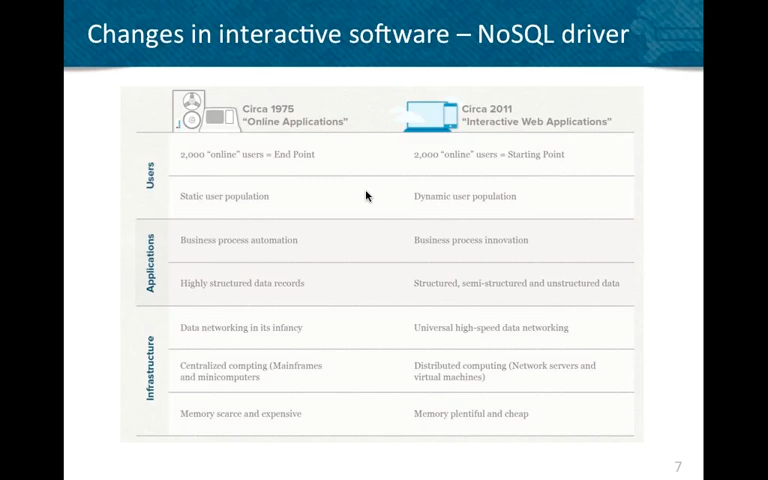 Changes in interactive software – NoSQL driver
Circa 1975
"Online Applications"
Circa 2011
"Interactive Web Applications"
Users
2,000 "online" users = End Point
2,000 "online" users = Starting Point
Static user population
Dynamic user population
Applications
Business process automation
Business process innovation
Highly structured data records
Structured, semi-structured and unstructured data
Infrastructure
Data networking in its infancy
Universal high-speed data networking
Centralized compting (Mainframes
and minicomputers
Distributed computing (Network servers and
virtual machines)
Memory scarce and expensive
Memory plentiful and cheap
7